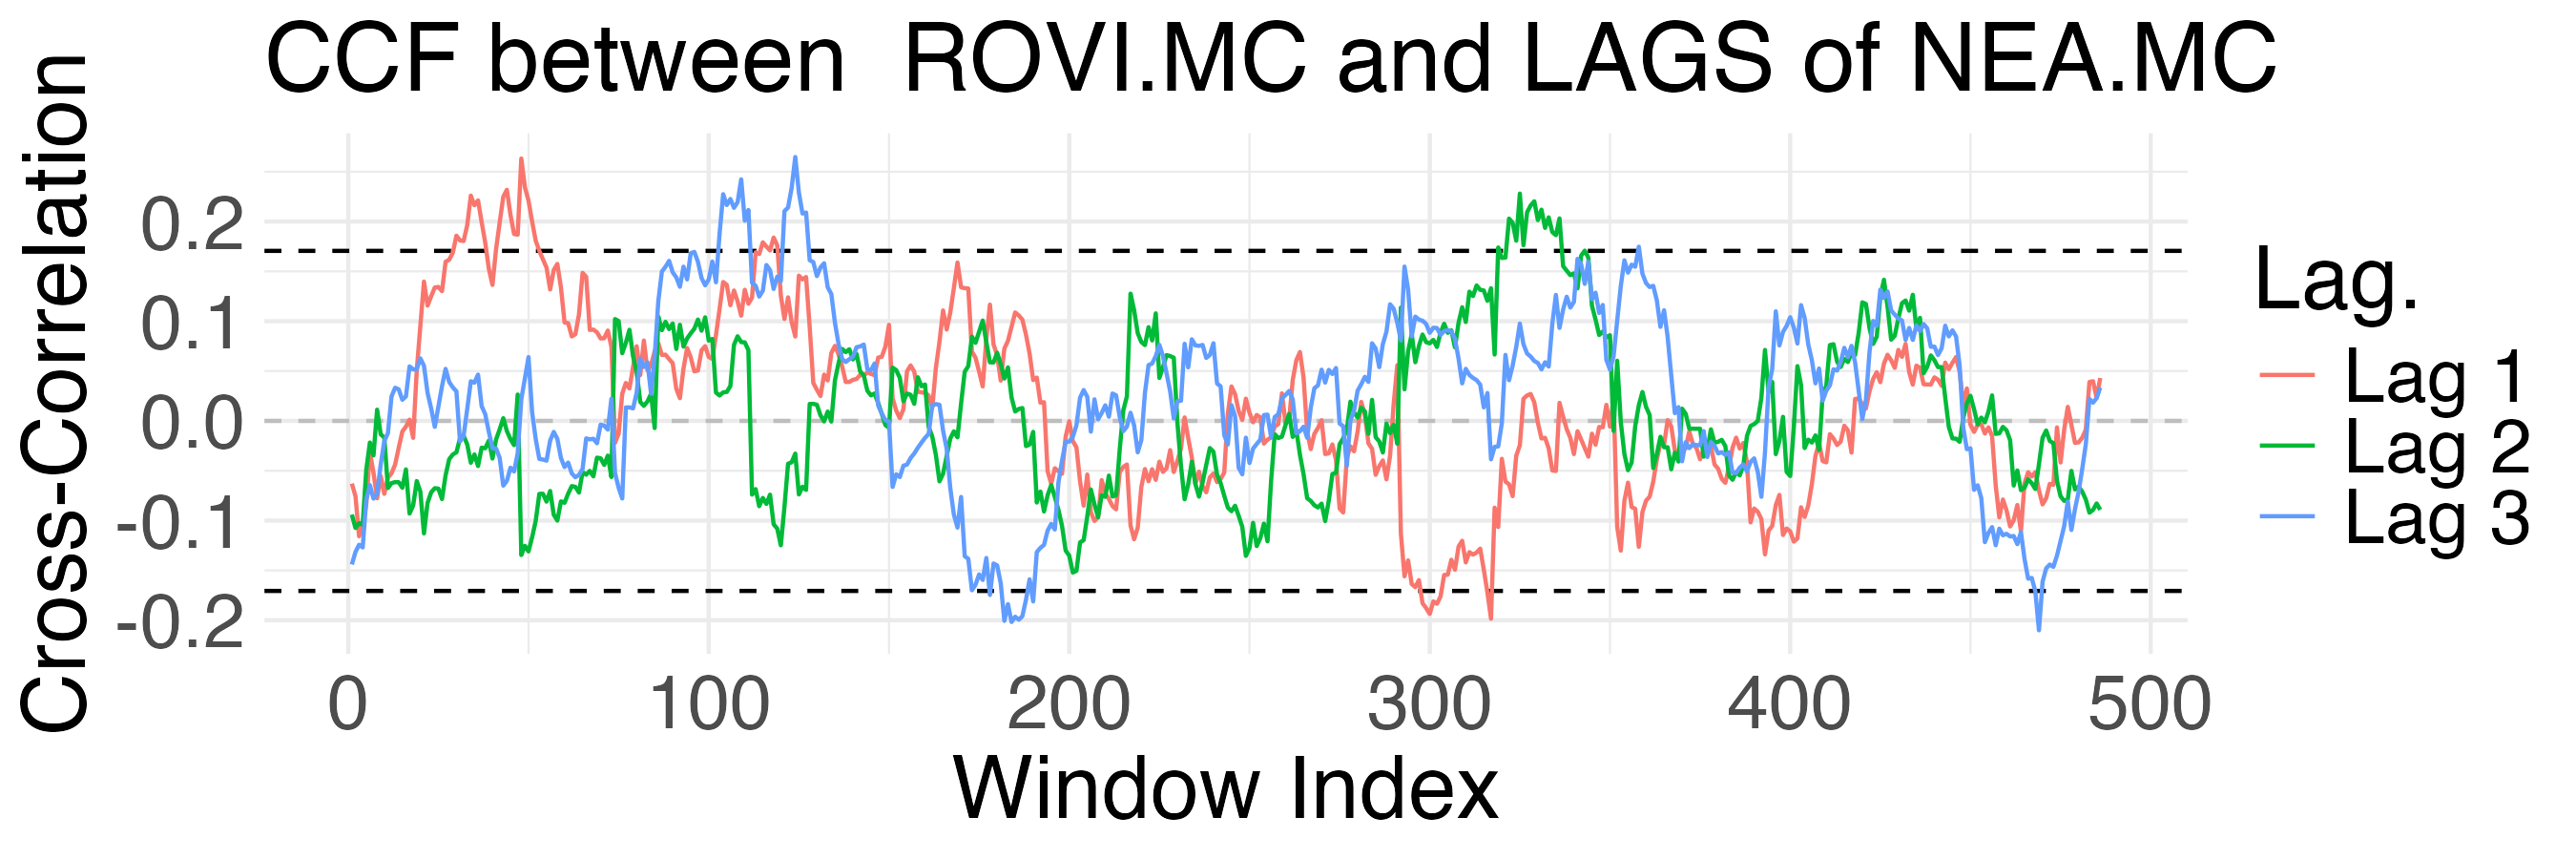 CCF between  ROVI.MC and LAGS of NEA.MC
Cross-Correlation
0.2
0.1
0.0
-0.1
-0.2
0 100 200 300 400 500
Window Index
Lag.
Lag 1
Lag 2
Lag 3